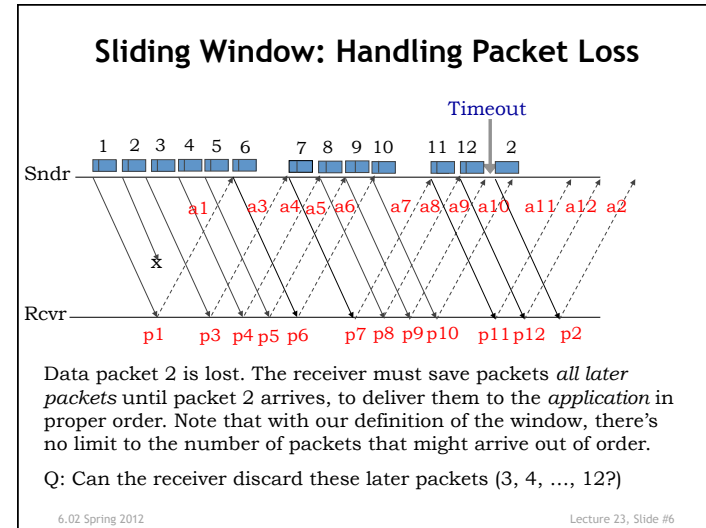 Sliding Window: Handling Packet Loss
Timeout
1 2 3 4 5 6 7 8 9 10 11 12 2
Sndr
a1 a3 a4 a5 a6 a7 a8 a9 a10 a11 a12 a2
x
Rcvr
p1 p3 p4 p5 p6 p7 p8 p9 p10 p11 p12 p2
Data packet 2 is lost. The receiver must save packets all later
packets until packet 2 arrives, to deliver them to the application in
proper order. Note that with our definition of the window, there's
no limit to the number of packets that might arrive out of order.
Q: Can the receiver discard these later packets (3, 4, …, 12?)
6.02 Spring 2012
Lecture 23, Slide #6